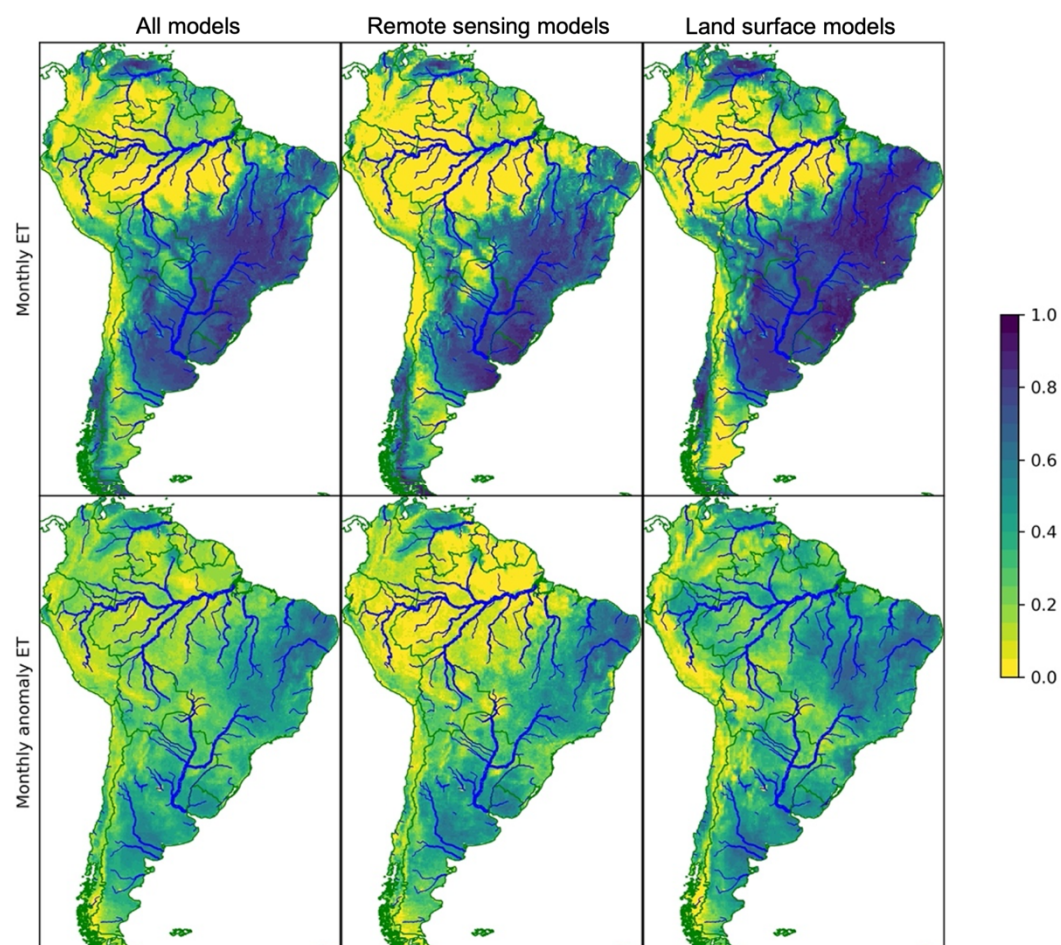 All models
Remote sensing models
Land surface models
Monthly ET
Monthly anomaly ET
1.0
0.8
0.6
0.4
0.2
0.0